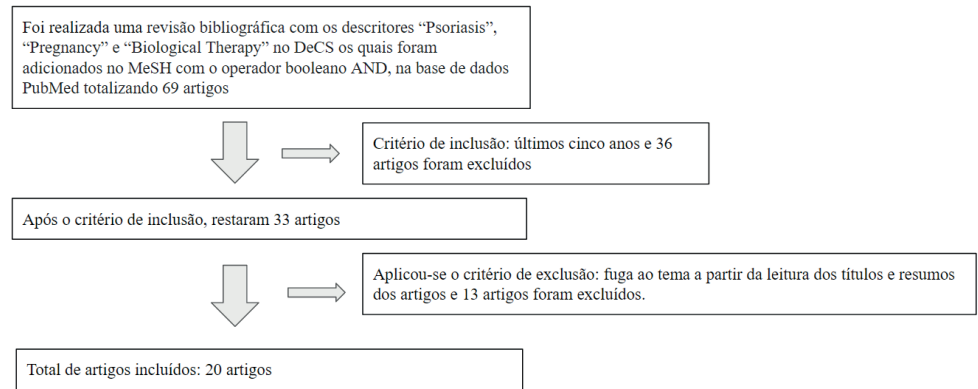 Foi realizada uma revisão bibliográfica com os descritores “Psoriasis”,
“Pregnancy” e “Biological Therapy” no DeCS os quais foram
adicionados no MeSH com o operador booleano AND, na base de dados
PubMed totalizando 69 artigos
Critério de inclusão: últimos cinco anos e 36
artigos foram excluídos
Após o critério de inclusão, restaram 33 artigos
Aplicou-se o critério de exclusão: fuga ao tema a partir da leitura dos títulos e resumos
dos artigos e 13 artigos foram excluídos.
Total de artigos incluídos: 20 artigos